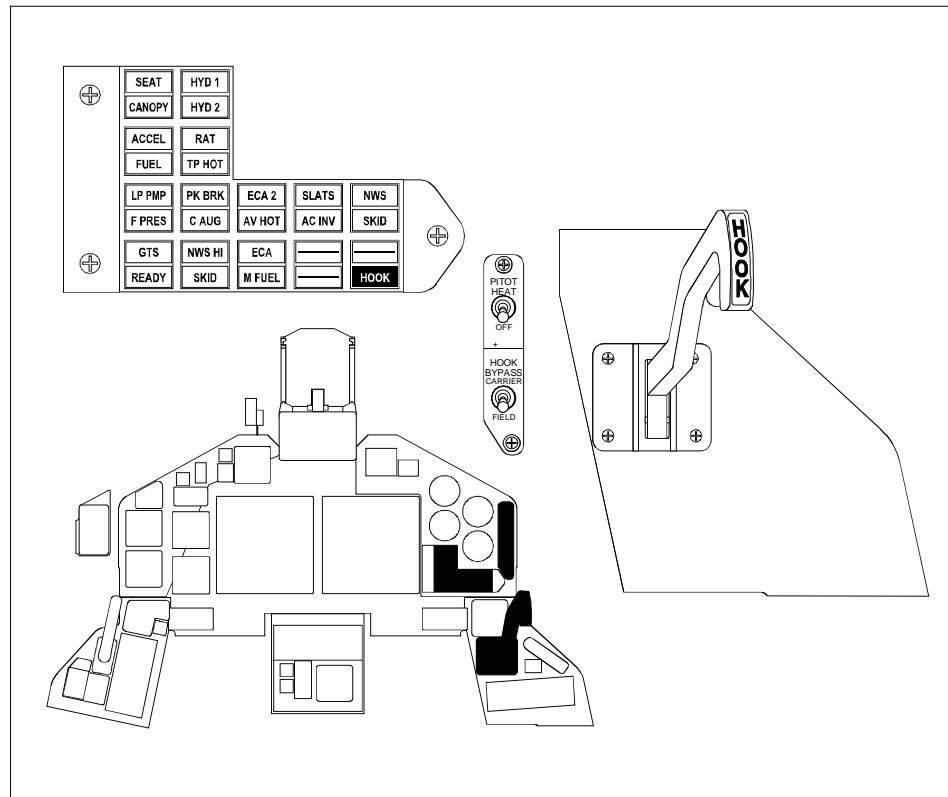 SEAT HYD 1
CANOPY HYD 2
ACCEL RAT
FUEL TP HOT
LP PMP PK BRK ECA 2 SLATS NWS
F PRES C AUG AV HOT AC INV SKID
GTS NWS HI ECA
READY SKID M FUEL HOOK
PITOT
HEAT
OFF
+
HOOK
BYPASS
CARRIER
FIELD
HOOK